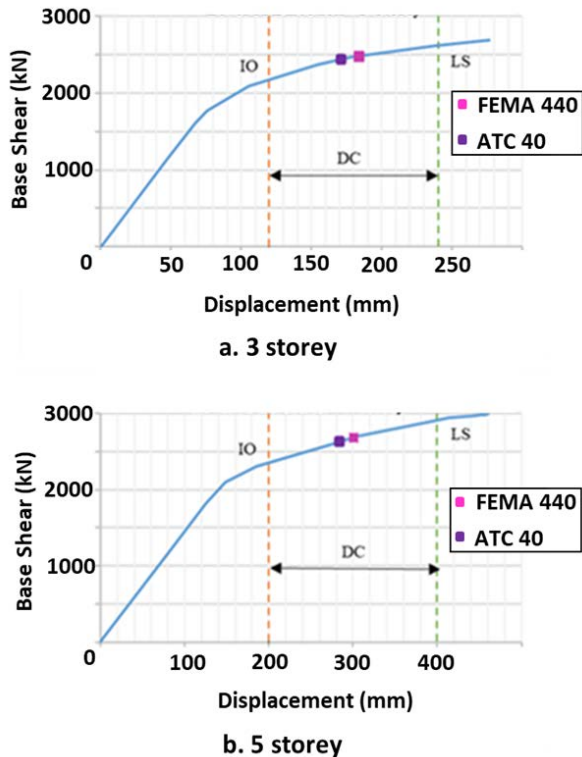 3000
2000
1000
0
Base Shear (kN)
IO
LS
DC
FEMA 440
ATC 40
50
100
150
200
250
Displacement (mm)
a. 3 storey
3000
2000
1000
0
Base Shear (kN)
IO
LS
DC
FEMA 440
ATC 40
100
200
300
400
Displacement (mm)
b. 5 storey